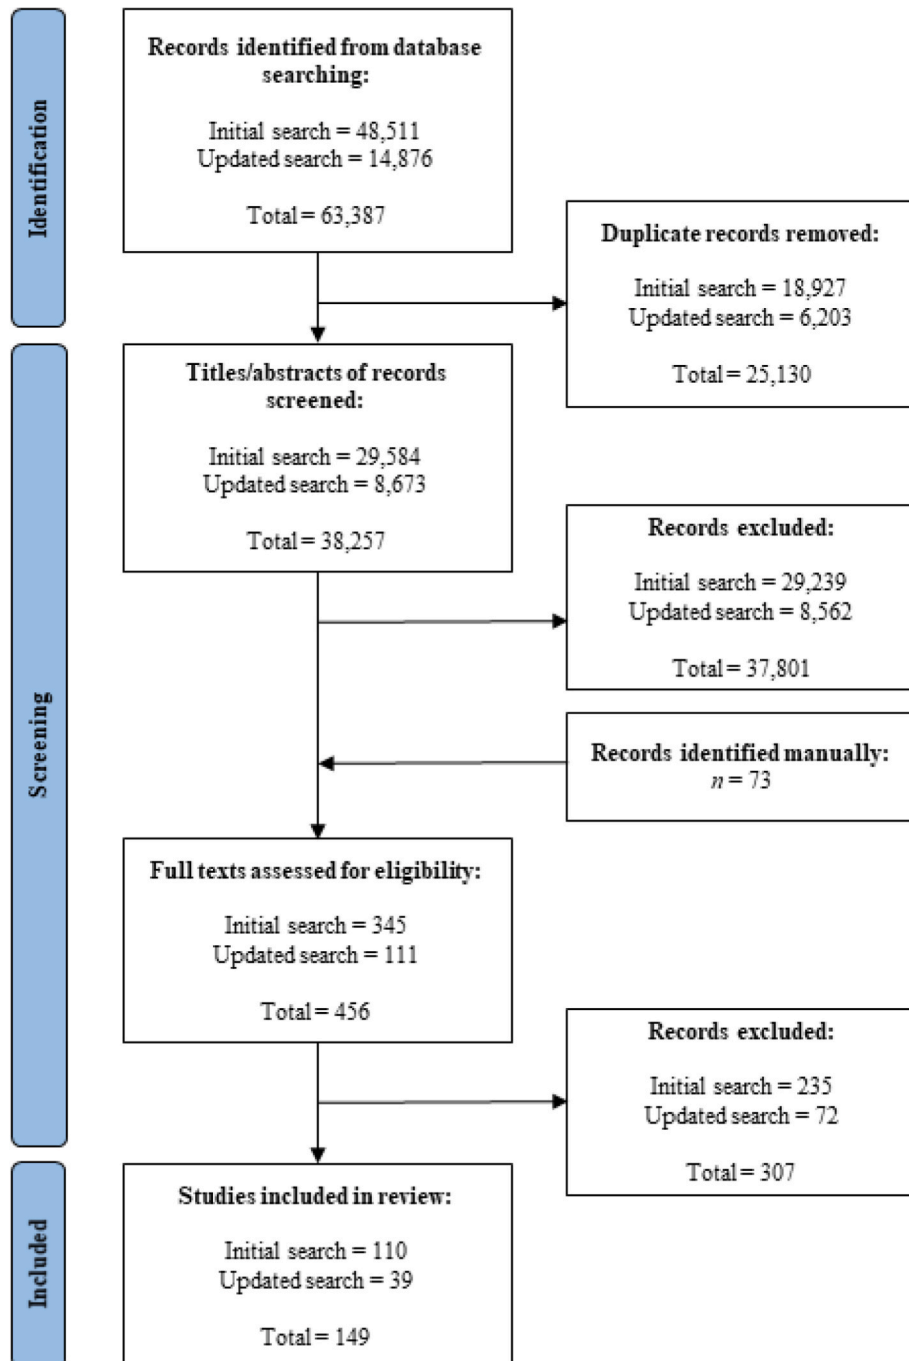 Identification
Records identified from database
searching:
Initial search = 48,511
Updated search = 14,876
Total = 63,387
Duplicate records removed:
Initial search = 18,927
Updated search = 6,203
Total = 25,130
Screening
Titles/abstracts of records
screened:
Initial search = 29,584
Updated search = 8,673
Total = 38,257
Records excluded:
Initial search = 29,239
Updated search = 8,562
Total = 37,801
Records identified manually:
n = 73
Full texts assessed for eligibility:
Initial search = 345
Updated search = 111
Total = 456
Records excluded:
Initial search = 235
Updated search = 72
Total = 307
Included
Studies included in review:
Initial search = 110
Updated search = 39
Total = 149